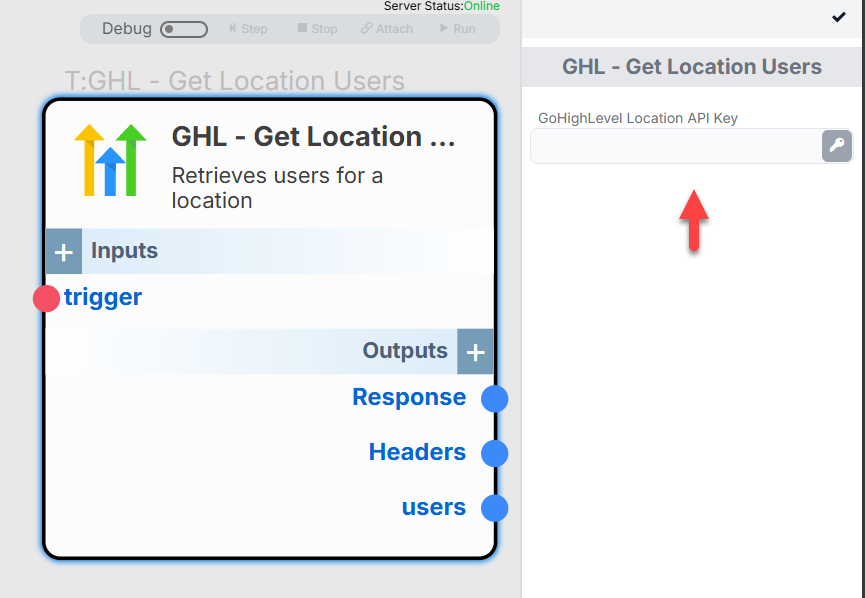 Server Status:Online
Debug Step Stop Attach Run
T:GHL - Get Location Users
GHL - Get Location ...
Retrieves users for a
location
+ Inputs
trigger
Outputs +
Response
Headers
users
GHL - Get Location Users
GoHighLevel Location API Key